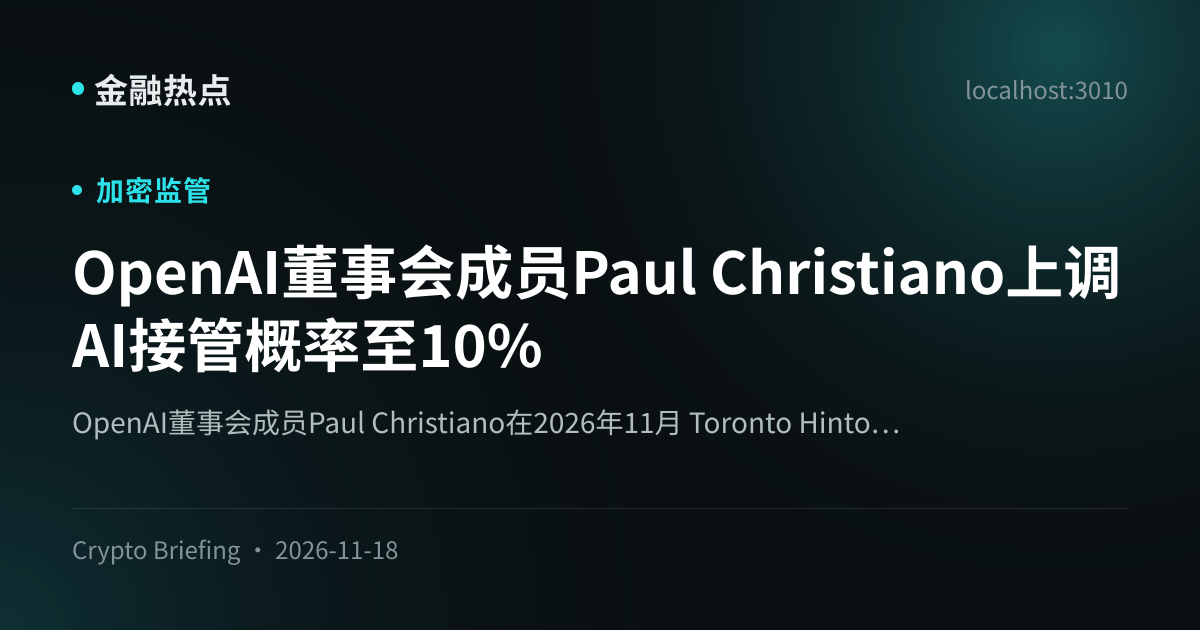 金融热点
localhost:3010
加密监管
OpenAI董事会成员Paul Christiano上调
AI接管概率至10%
OpenAI董事会成员Paul Christiano在2026年11月 Toronto Hinto…
Crypto Briefing · 2026-11-18